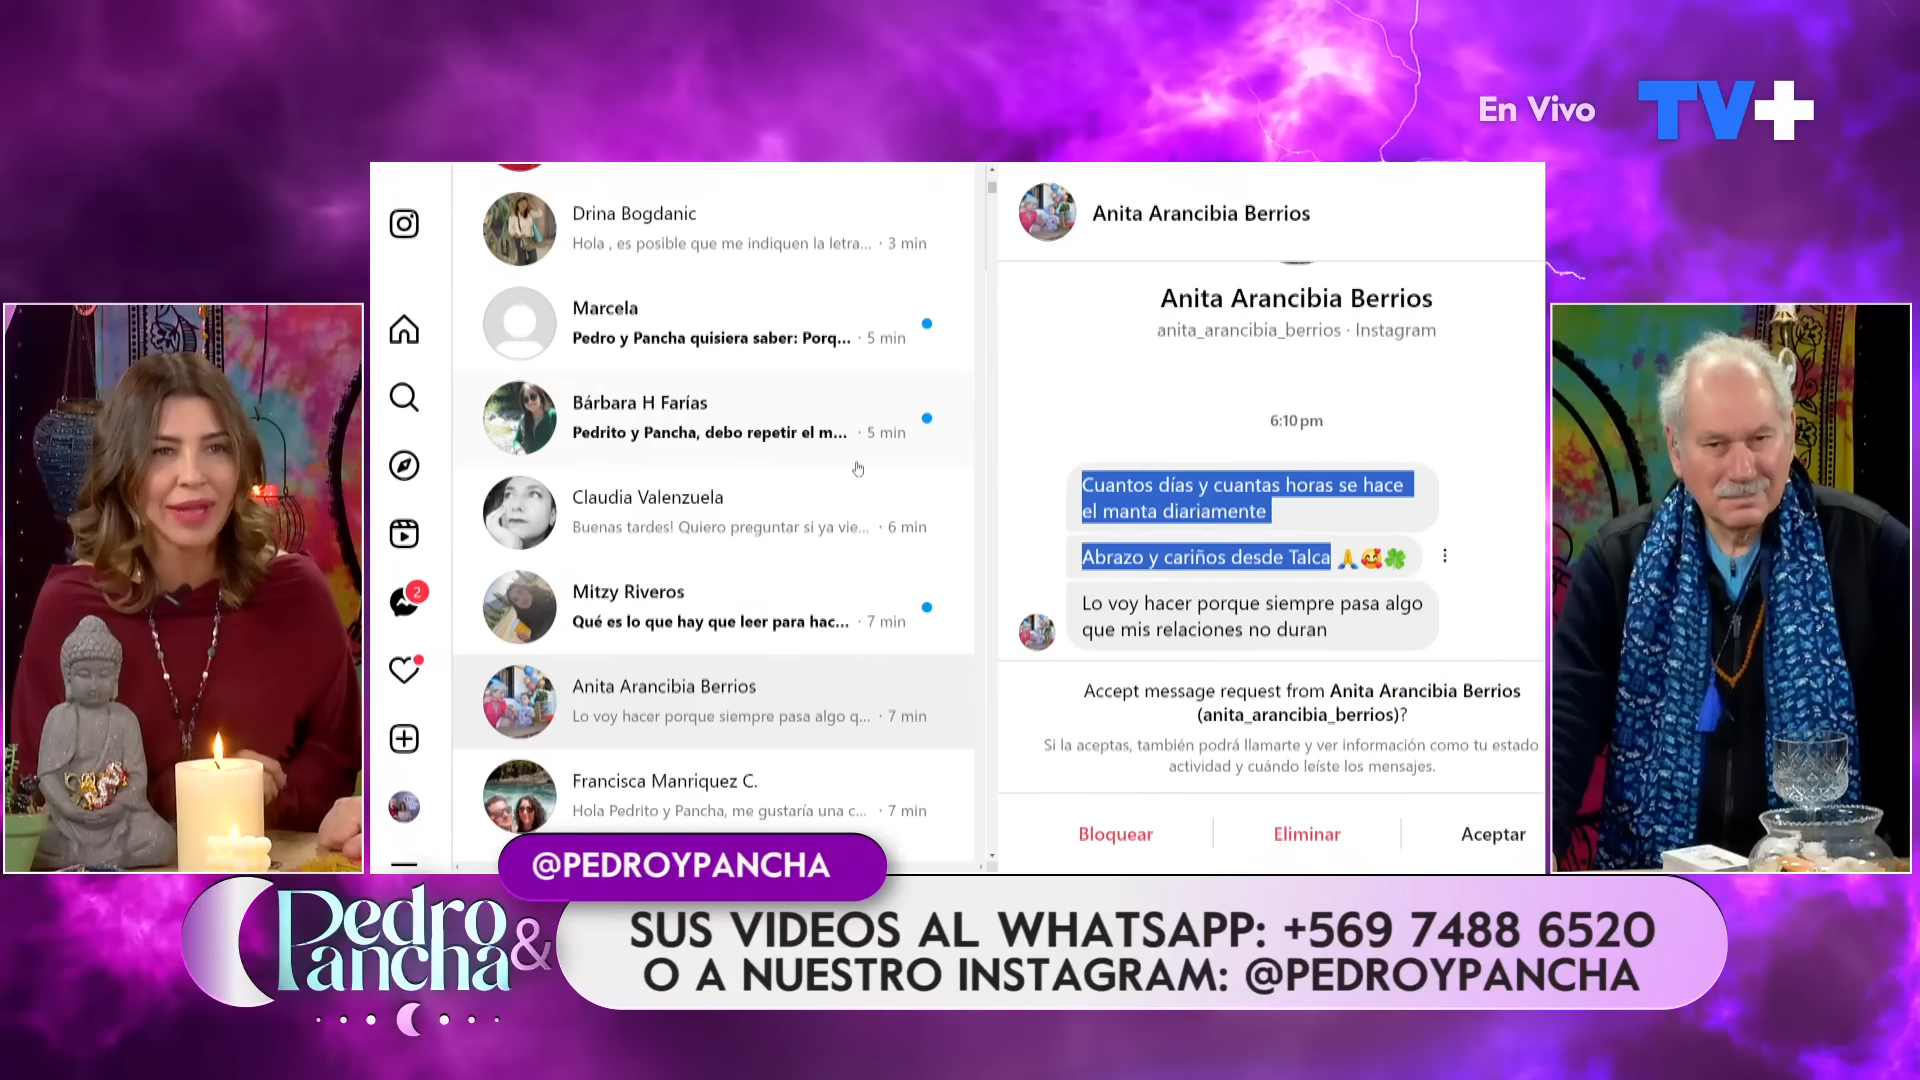 En Vivo
TV+
Drina Bogdanic
Hola , es posible que me indiquen la letra... · 3 min
Marcela
Pedro y Pancha quisiera saber: Porq... · 5 min
Bárbara H Farías
Pedrito y Pancha, debo repetir el m... · 5 min
Claudia Valenzuela
Buenas tardes! Quiero preguntar si ya vie... · 6 min
Mitzy Riveros
Qué es lo que hay que leer para hac... · 7 min
2
Anita Arancibia Berrios
Lo voy hacer porque siempre pasa algo q... · 7 min
Francisca Manriquez C.
Hola Pedrito y Pancha, me gustaría una c... · 7 min
Anita Arancibia Berrios
Anita Arancibia Berrios
anita_arancibia_berrios · Instagram
6:10 pm
Cuantos días y cuantas horas se hace
el manta diariamente
Abrazo y cariños desde Talca 🙏🥰🍀
Lo voy hacer porque siempre pasa algo
que mis relaciones no duran
Accept message request from Anita Arancibia Berrios
(anita_arancibia_berrios)?
Si la aceptas, también podrá llamarte y ver información como tu estado
actividad y cuándo leíste los mensajes.
Bloquear Eliminar Aceptar
@PEDROYPANCHA
Pedro &
Pancha
SUS VIDEOS AL WHATSAPP: +569 7488 6520
O A NUESTRO INSTAGRAM: @PEDROYPANCHA